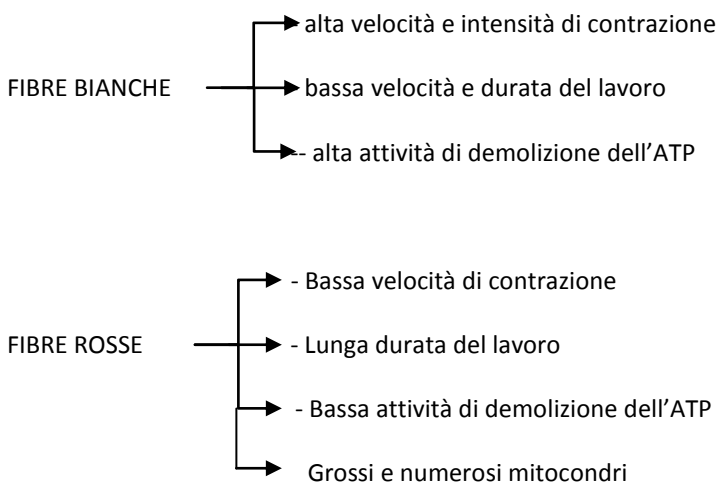 alta velocità e intensità di contrazione
FIBRE BIANCHE bassa velocità e durata del lavoro
-- alta attività di demolizione dell’ATP
- Bassa velocità di contrazione
FIBRE ROSSE - Lunga durata del lavoro
- Bassa attività di demolizione dell’ATP
Grossi e numerosi mitocondri